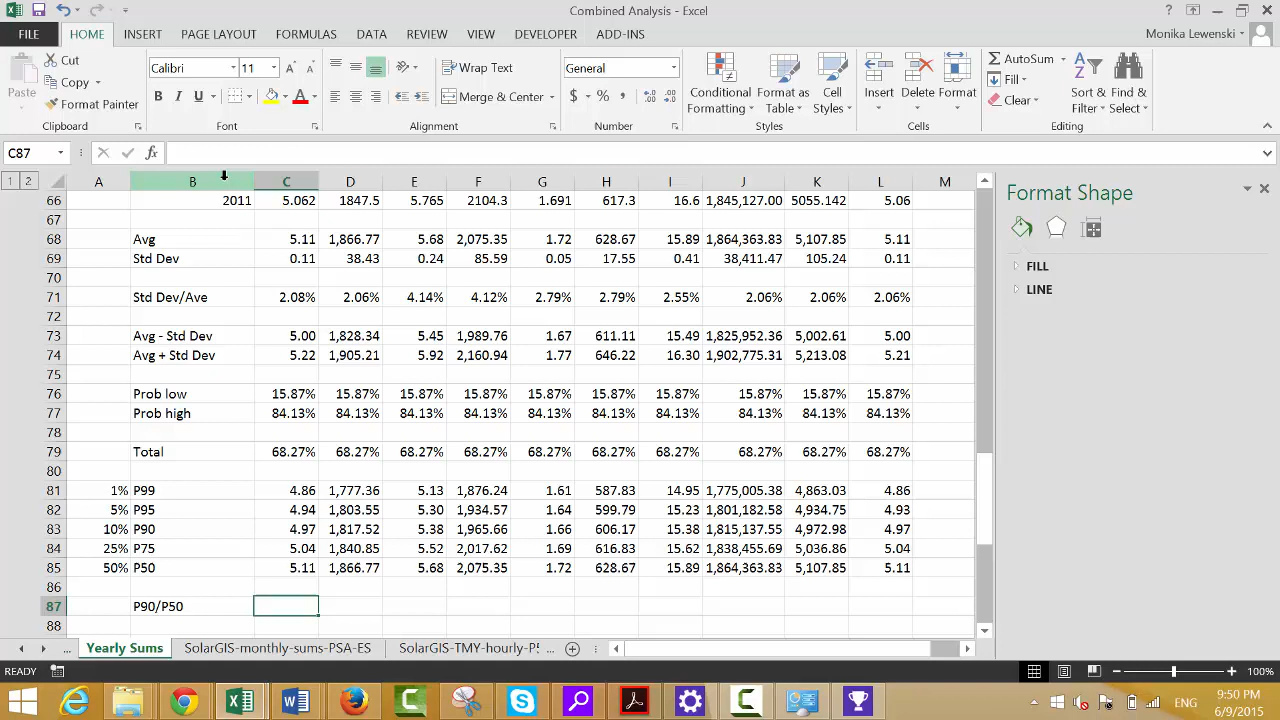 Combined Analysis - Excel
FILE HOME INSERT PAGE LAYOUT FORMULAS DATA REVIEW VIEW DEVELOPER ADD-INS Monika Lewenski
Paste Cut Copy Format Painter
Calibri 11
B I U A
Wrap Text
Merge & Center
General
$ % ,
Conditional Formatting Format as Table Cell Styles
Insert Delete Format
AutoSum Fill Clear
Sort & Filter Find & Select
Clipboard Font Alignment Number Styles Cells Editing
C87 fx
1 2 A B C D E F G H I J K L M
66 2011 5.062 1847.5 5.765 2104.3 1.691 617.3 16.6 1,845,127.00 5055.142 5.06
67
68 Avg 5.11 1,866.77 5.68 2,075.35 1.72 628.67 15.89 1,864,363.83 5,107.85 5.11
69 Std Dev 0.11 38.43 0.24 85.59 0.05 17.55 0.41 38,411.47 105.24 0.11
70
71 Std Dev/Ave 2.08% 2.06% 4.14% 4.12% 2.79% 2.79% 2.55% 2.06% 2.06% 2.06%
72
73 Avg - Std Dev 5.00 1,828.34 5.45 1,989.76 1.67 611.11 15.49 1,825,952.36 5,002.61 5.00
74 Avg + Std Dev 5.22 1,905.21 5.92 2,160.94 1.77 646.22 16.30 1,902,775.31 5,213.08 5.21
75
76 Prob low 15.87% 15.87% 15.87% 15.87% 15.87% 15.87% 15.87% 15.87% 15.87% 15.87%
77 Prob high 84.13% 84.13% 84.13% 84.13% 84.13% 84.13% 84.13% 84.13% 84.13% 84.13%
78
79 Total 68.27% 68.27% 68.27% 68.27% 68.27% 68.27% 68.27% 68.27% 68.27% 68.27%
80
81 1% P99 4.86 1,777.36 5.13 1,876.24 1.61 587.83 14.95 1,775,005.38 4,863.03 4.86
82 5% P95 4.94 1,803.55 5.30 1,934.57 1.64 599.79 15.23 1,801,182.58 4,934.75 4.93
83 10% P90 4.97 1,817.52 5.38 1,965.66 1.66 606.17 15.38 1,815,137.55 4,972.98 4.97
84 25% P75 5.04 1,840.85 5.52 2,017.62 1.69 616.83 15.62 1,838,455.69 5,036.86 5.04
85 50% P50 5.11 1,866.77 5.68 2,075.35 1.72 628.67 15.89 1,864,363.83 5,107.85 5.11
86
87 P90/P50
88
Format Shape
FILL
LINE
... Yearly Sums SolarGIS-monthly-sums-PSA-ES SolarGIS-TMY-hourly-P ...
READY 100%
ENG 9:50 PM
6/9/2015